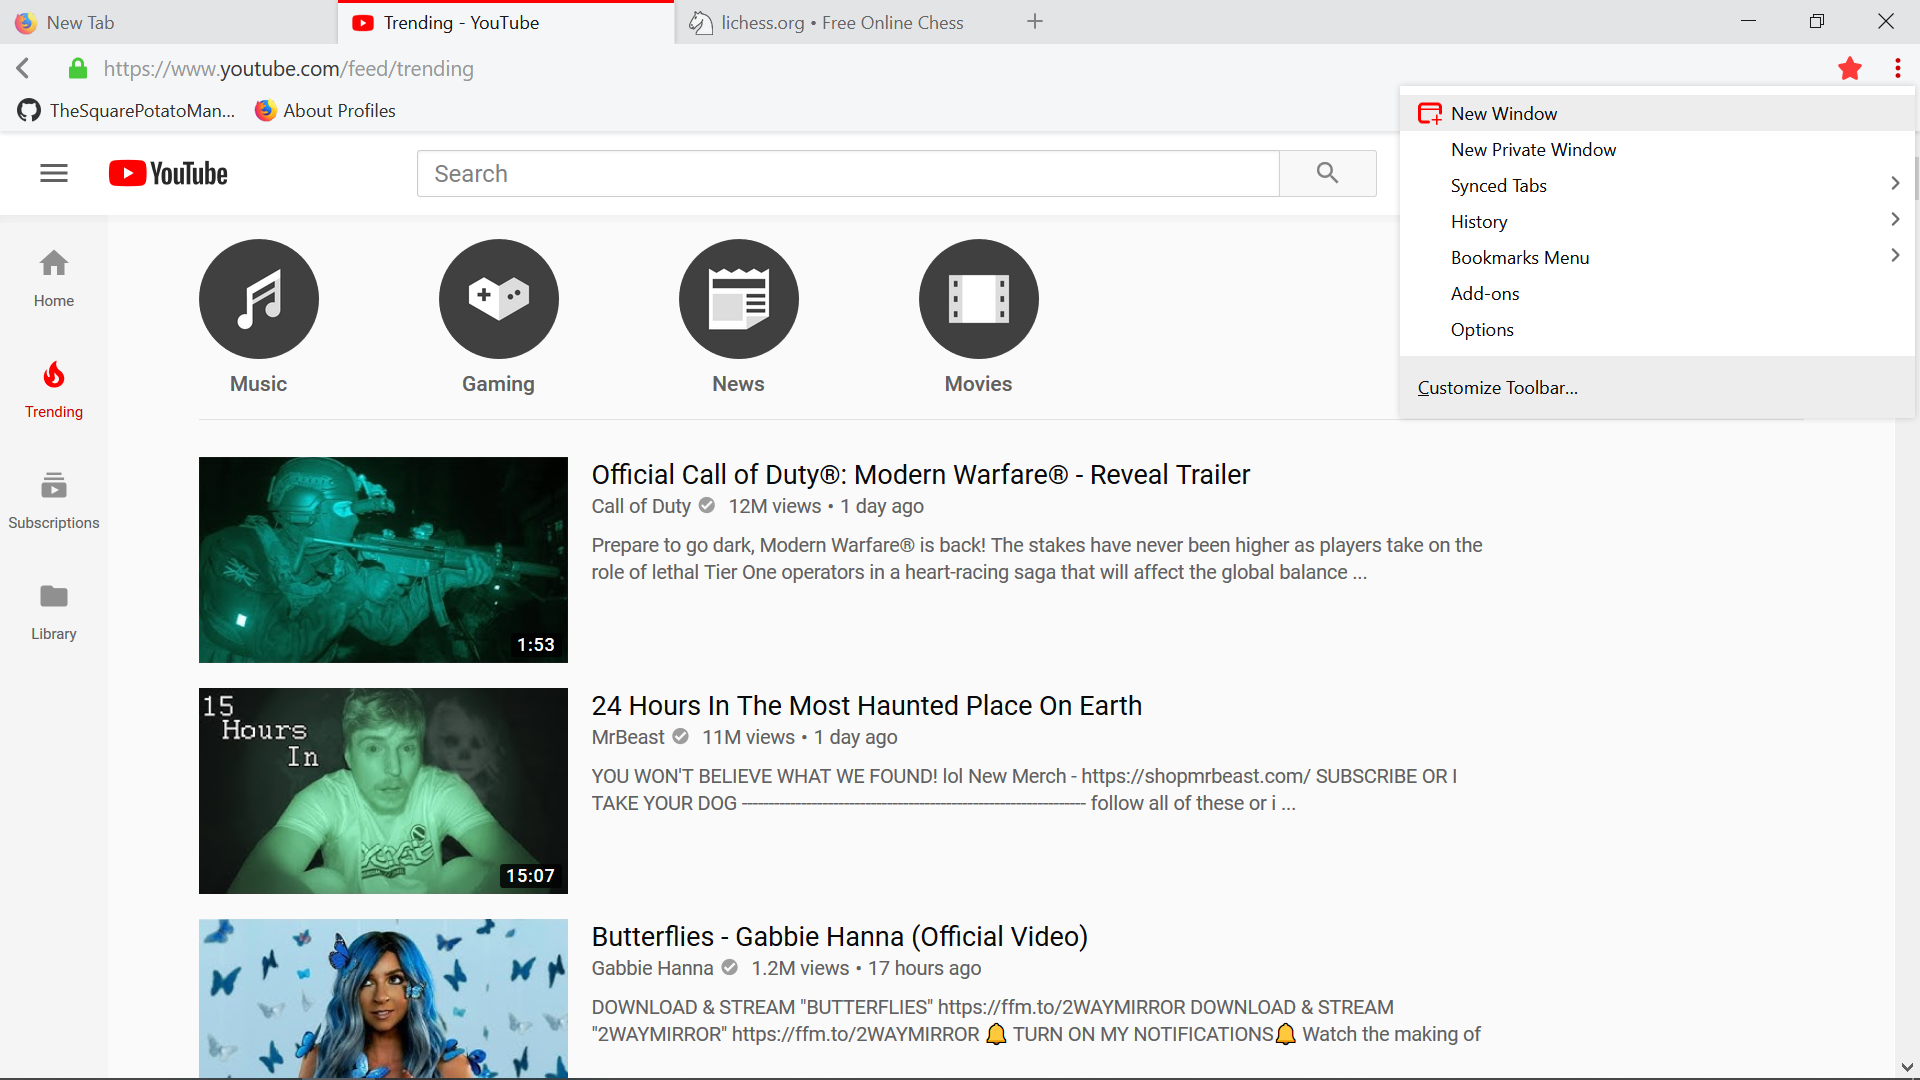 New Tab
Trending - YouTube
lichess.org • Free Online Chess
https://www.youtube.com/feed/trending
TheSquarePotatoMan...
About Profiles
New Window
New Private Window
Synced Tabs
History
Bookmarks Menu
Add-ons
Options
Customize Toolbar...
YouTube
Search
Home
Trending
Subscriptions
Library
Music
Gaming
News
Movies
1:53
Official Call of Duty®: Modern Warfare® - Reveal Trailer
Call of Duty 12M views • 1 day ago
Prepare to go dark, Modern Warfare® is back! The stakes have never been higher as players take on the
role of lethal Tier One operators in a heart-racing saga that will affect the global balance ...
15
Hours
In
15:07
24 Hours In The Most Haunted Place On Earth
MrBeast 11M views • 1 day ago
YOU WON'T BELIEVE WHAT WE FOUND! lol New Merch - https://shopmrbeast.com/ SUBSCRIBE OR I
TAKE YOUR DOG ---------------------------------------------------------------- follow all of these or i ...
Butterflies - Gabbie Hanna (Official Video)
Gabbie Hanna 1.2M views • 17 hours ago
DOWNLOAD & STREAM "BUTTERFLIES" https://ffm.to/2WAYMIRROR DOWNLOAD & STREAM
"2WAYMIRROR" https://ffm.to/2WAYMIRROR 🔔 TURN ON MY NOTIFICATIONS🔔 Watch the making of